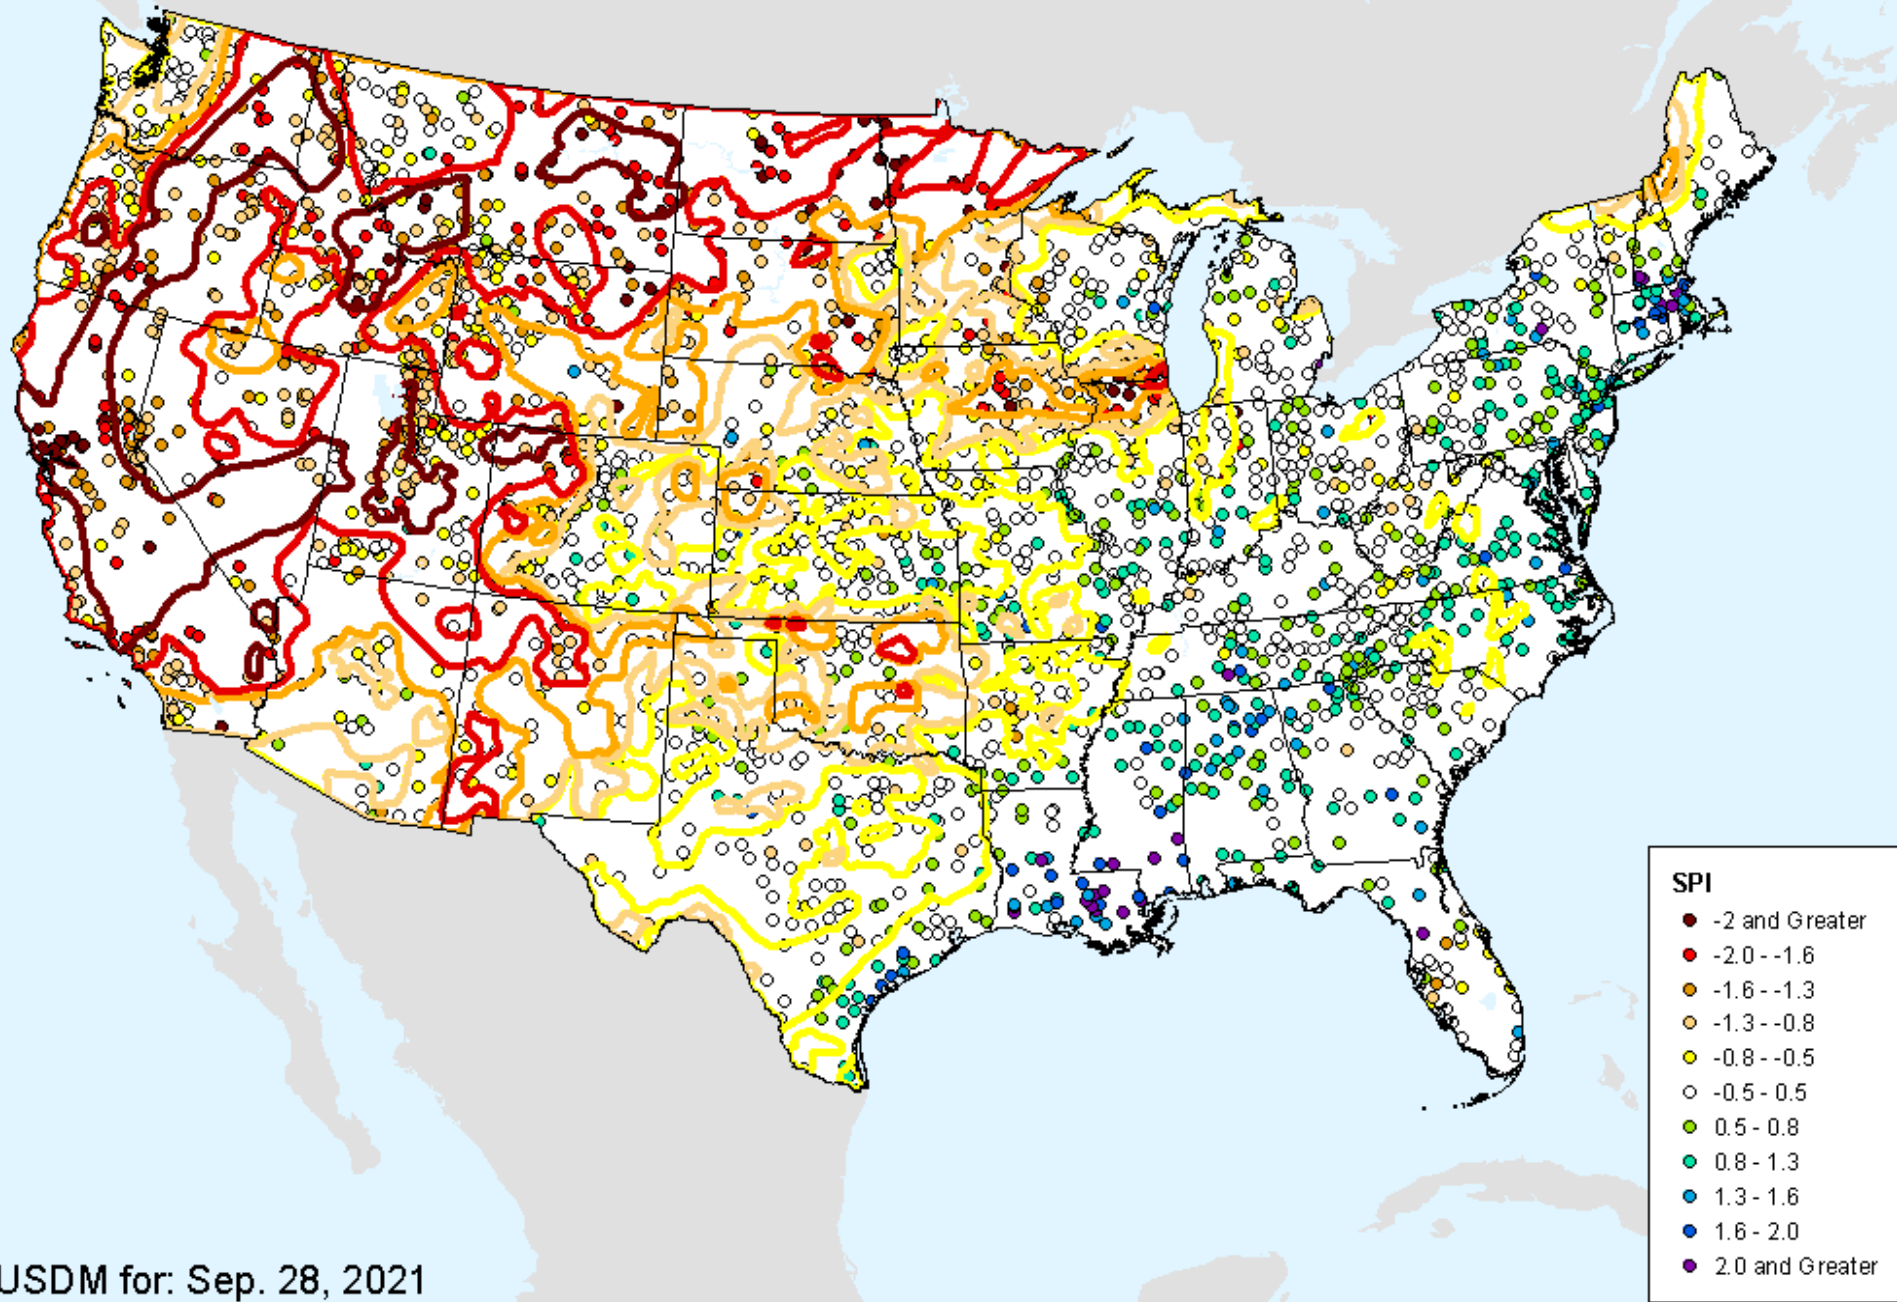 SPI
-2 and Greater
-2.0 - -1.6
-1.6 - -1.3
-1.3 - -0.8
-0.8 - -0.5
-0.5 - 0.5
0.5 - 0.8
0.8 - 1.3
1.3 - 1.6
1.6 - 2.0
2.0 and Greater
USDM for: Sep. 28, 2021